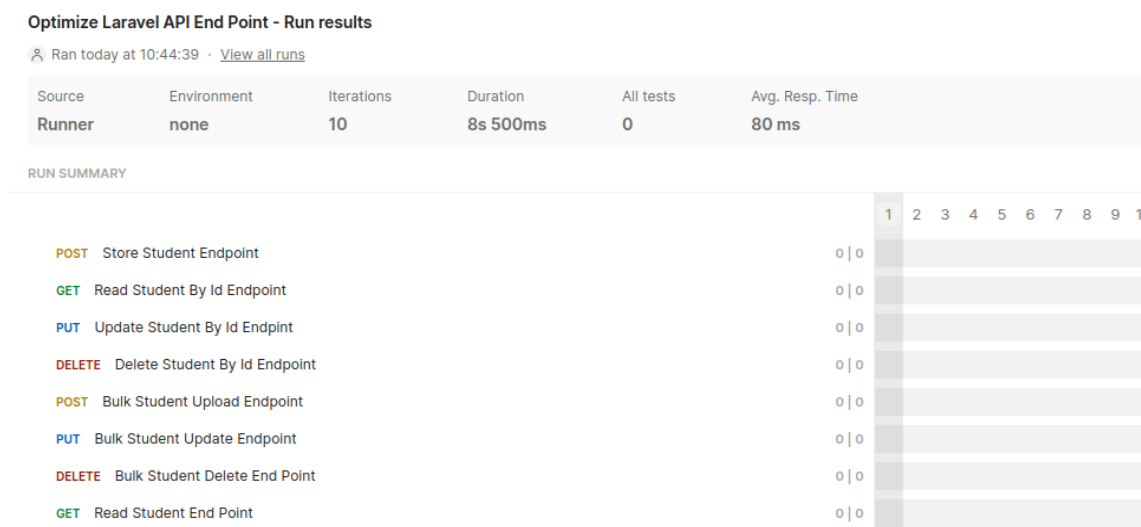 Optimize Laravel API End Point - Run results
Ran today at 10:44:39 · View all runs
Source Environment Iterations Duration All tests Avg. Resp. Time
Runner none 10 8s 500ms 0 80 ms
RUN SUMMARY
1 2 3 4 5 6 7 8 9 1
POST Store Student Endpoint 0 | 0
GET Read Student By Id Endpoint 0 | 0
PUT Update Student By Id Endpint 0 | 0
DELETE Delete Student By Id Endpoint 0 | 0
POST Bulk Student Upload Endpoint 0 | 0
PUT Bulk Student Update Endpoint 0 | 0
DELETE Bulk Student Delete End Point 0 | 0
GET Read Student End Point 0 | 0